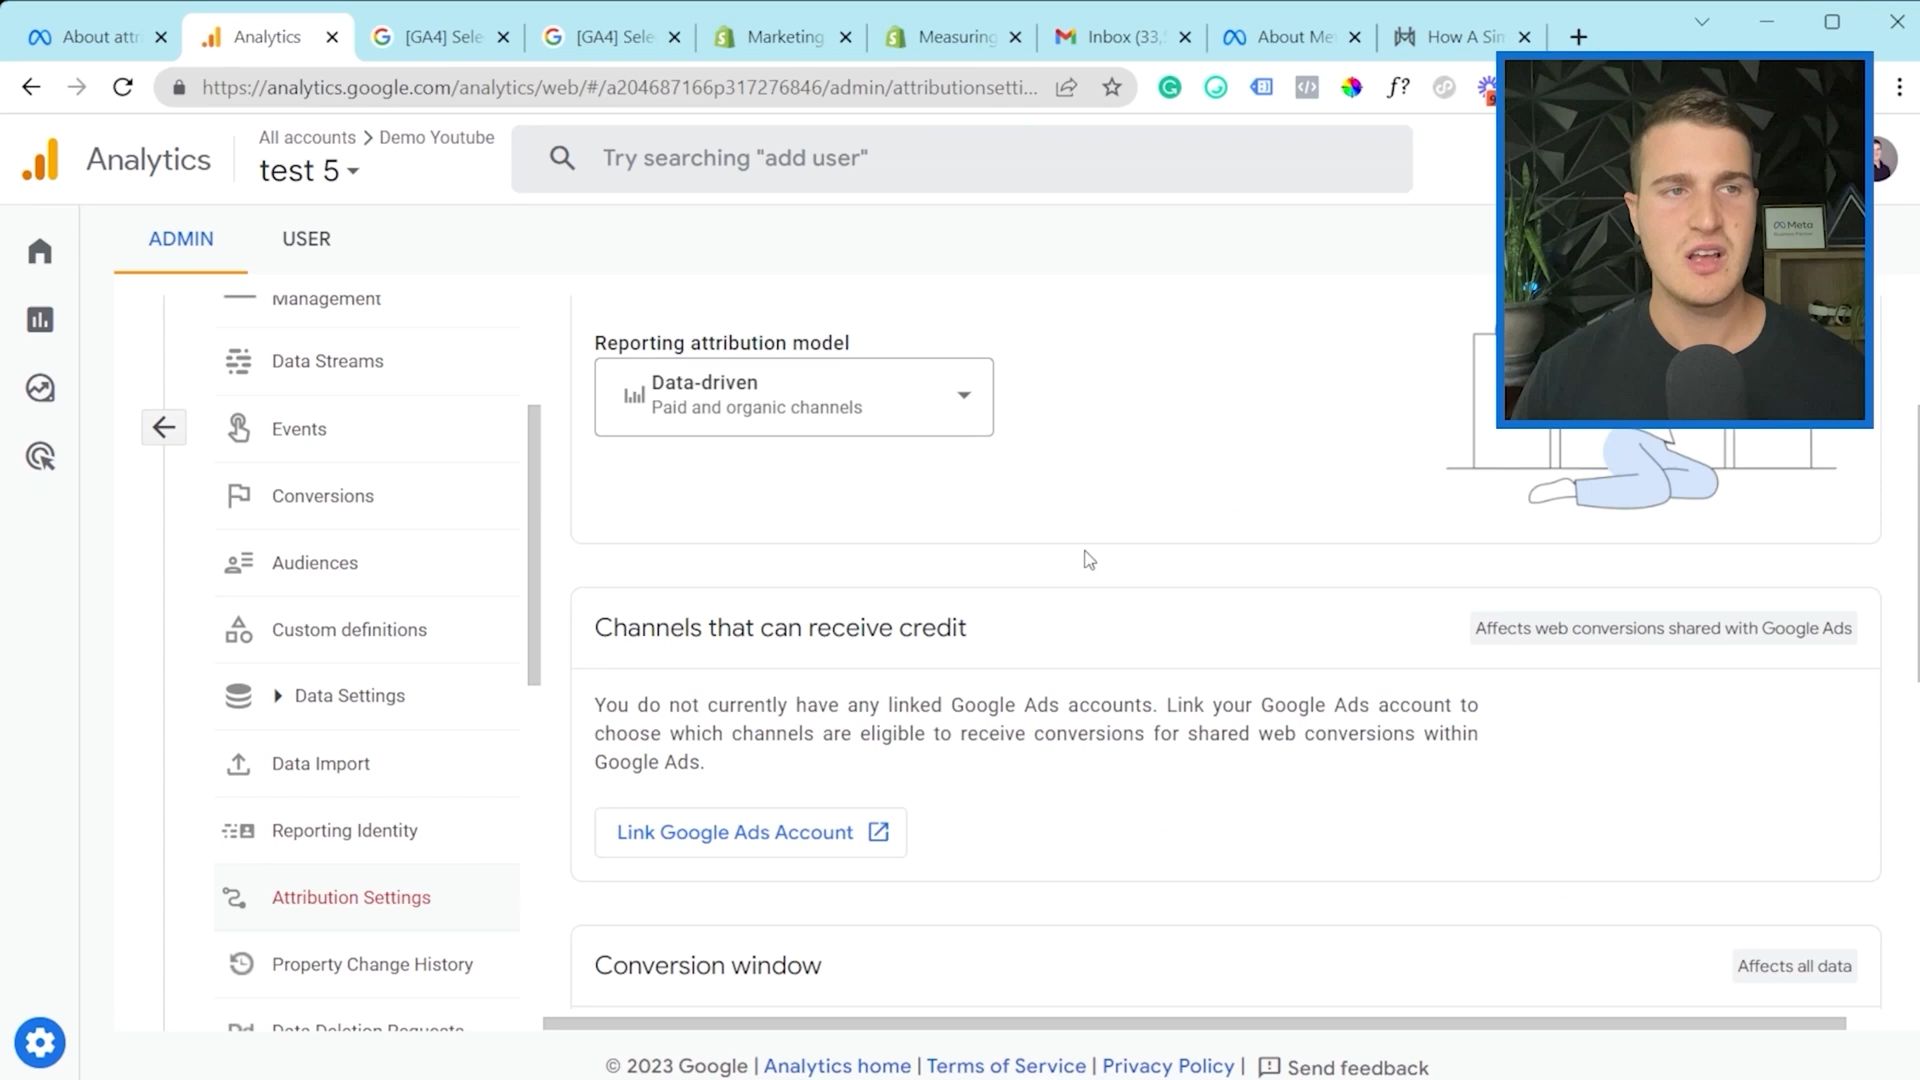 About attr
Analytics
[GA4] Sele
[GA4] Sele
Marketing
Measuring
Inbox (33,
About Me
How A Sim
https://analytics.google.com/analytics/web/#/a204687166p317276846/admin/attributionsetti...
f?
Analytics
All accounts > Demo Youtube
test 5
Try searching "add user"
Meta
ADMIN
USER
Management
Data Streams
Events
Conversions
Audiences
Custom definitions
Data Settings
Data Import
Reporting Identity
Attribution Settings
Property Change History
Data Deletion Requests
Reporting attribution model
Data-driven
Paid and organic channels
Channels that can receive credit
Affects web conversions shared with Google Ads
You do not currently have any linked Google Ads accounts. Link your Google Ads account to
choose which channels are eligible to receive conversions for shared web conversions within
Google Ads.
Link Google Ads Account
Conversion window
Affects all data
© 2023 Google | Analytics home | Terms of Service | Privacy Policy | Send feedback